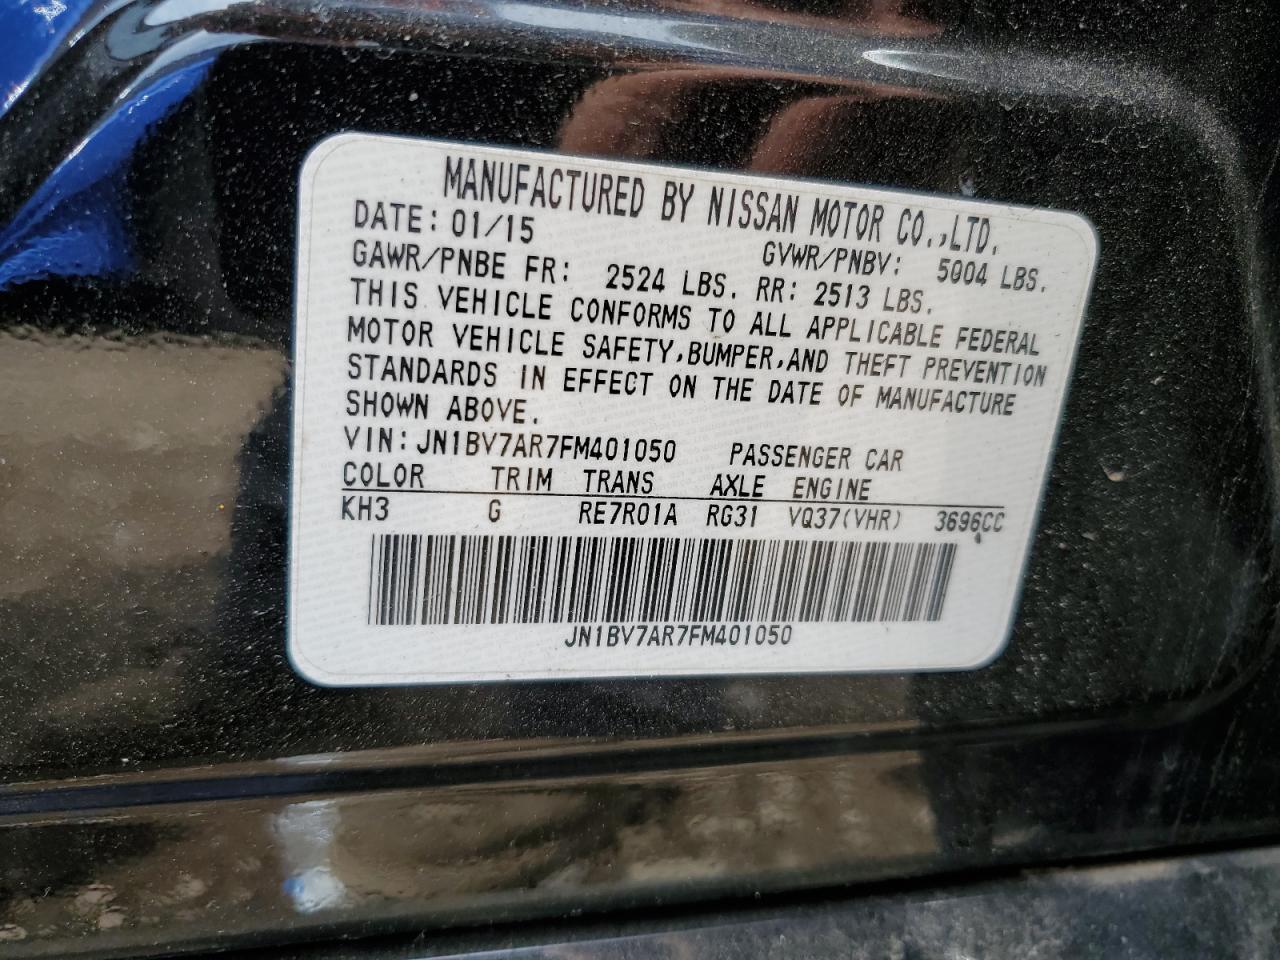 MANUFACTURED BY NISSAN MOTOR CO.,LTD.
DATE: 01/15 GVWR/PNBV: 5004 LBS.
GAWR/PNBE FR: 2524 LBS. RR: 2513 LBS.
THIS VEHICLE CONFORMS TO ALL APPLICABLE FEDERAL
MOTOR VEHICLE SAFETY,BUMPER,AND THEFT PREVENTION
STANDARDS IN EFFECT ON THE DATE OF MANUFACTURE
SHOWN ABOVE.
VIN: JN1BV7AR7FM401050 PASSENGER CAR
COLOR TRIM TRANS AXLE ENGINE
KH3 G RE7R01A RG31 VQ37(VHR) 3696CC
JN1BV7AR7FM401050